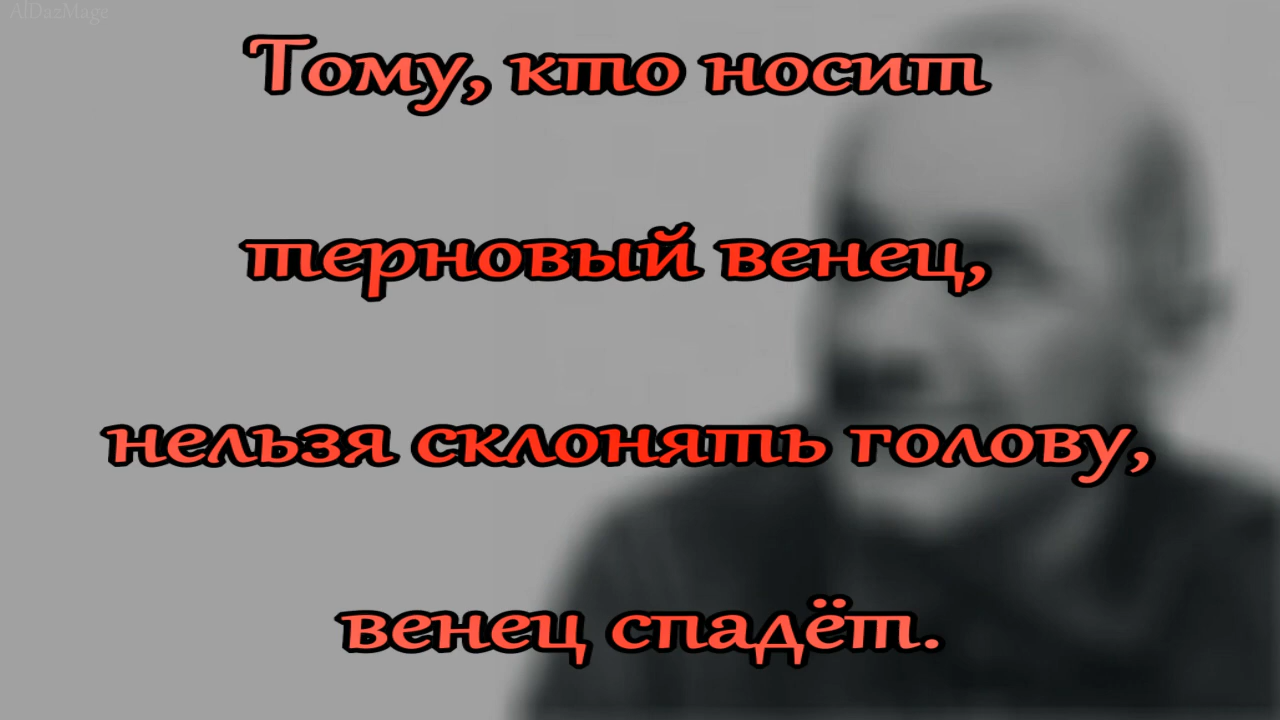 AlDazMage
Тому, кто носит
терновый венец,
нельзя склонять голову,
венец спадёт.